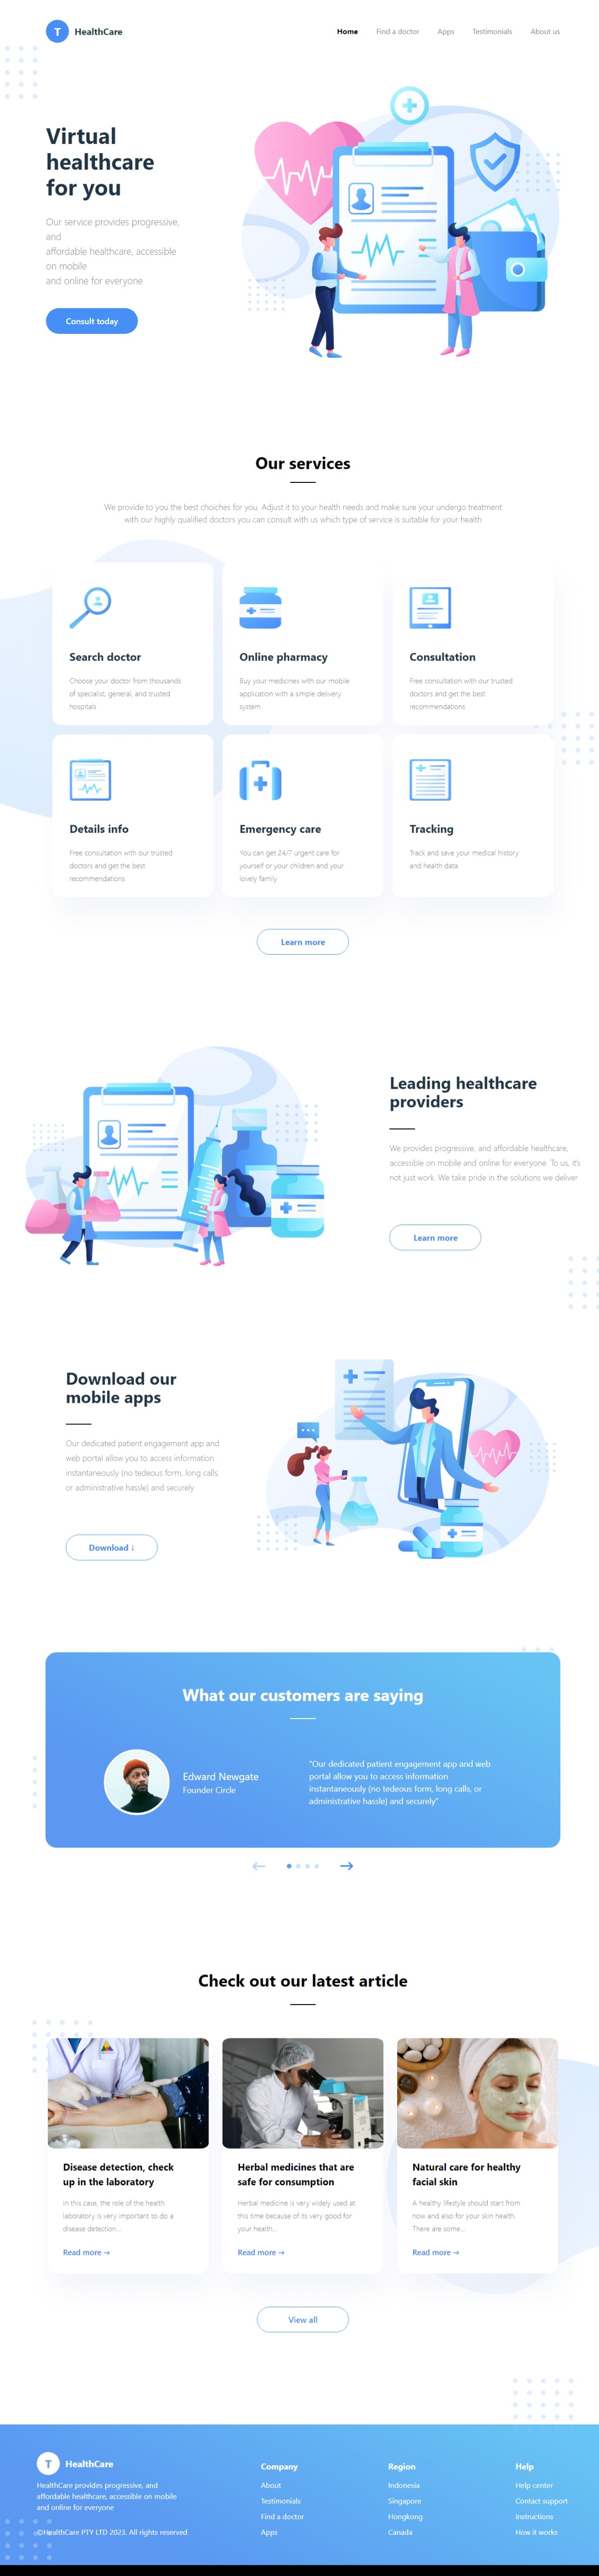 T HealthCare
Home Find a doctor Apps Testimonials About us
Virtual
healthcare
for you
Our service provides progressive,
and
affordable healthcare, accessible
on mobile
and online for everyone
Consult today
Our services
We provide to you the best choiches for you. Adjust it to your health needs and make sure your undergo treatment
with our highly qualified doctors you can consult with us which type of service is suitable for your health
Search doctor
Choose your doctor from thousands
of specialist, general, and trusted
hospitals
Online pharmacy
Buy your medicines with our mobile
application with a simple delivery
system
Consultation
Free consultation with our trusted
doctors and get the best
recommendations
Details info
Free consultation with our trusted
doctors and get the best
recommendations
Emergency care
You can get 24/7 urgent care for
yourself or your children and your
lovely family
Tracking
Track and save your medical history
and health data
Learn more
Leading healthcare
providers
We provides progressive, and affordable healthcare,
accessible on mobile and online for everyone. To us, it's
not just work. We take pride in the solutions we deliver
Learn more
Download our
mobile apps
Our dedicated patient engagement app and
web portal allow you to access information
instantaneously (no tedeous form, long calls,
or administrative hassle) and securely
Download ↓
What our customers are saying
Edward Newgate
Founder Circle
"Our dedicated patient engagement app and web
portal allow you to access information
instantaneously (no tedeous form, long calls, or
administrative hassle) and securely"
Check out our latest article
Disease detection, check
up in the laboratory
In this case, the role of the health
laboratory is very important to do a
disease detection...
Read more →
Herbal medicines that are
safe for consumption
Herbal medicine is very widely used at
this time because of its very good for
your health...
Read more →
Natural care for healthy
facial skin
A healthy lifestyle should start from
now and also for your skin health.
There are some...
Read more →
View all
T HealthCare
HealthCare provides progressive, and
affordable healthcare, accessible on mobile
and online for everyone
©HealthCare PTY LTD 2023. All rights reserved
Company
About
Testimonials
Find a doctor
Apps
Region
Indonesia
Singapore
Hongkong
Canada
Help
Help center
Contact support
Instructions
How it works